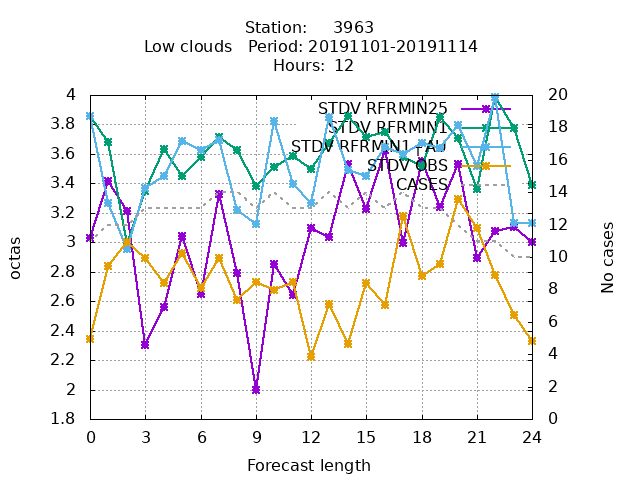 Station: 3963
Low clouds Period: 20191101-20191114
Hours: 12
STDV RFRMIN25
STDV RFRMIN1
STDV OBS
CASES
4
3.8
3.6
3.4
3.2
3
2.8
2.6
2.4
2.2
2
1.8
20
18
16
14
12
10
8
6
4
2
0
octas
No cases
0 3 6 9 12 15 18 21 24
Forecast length